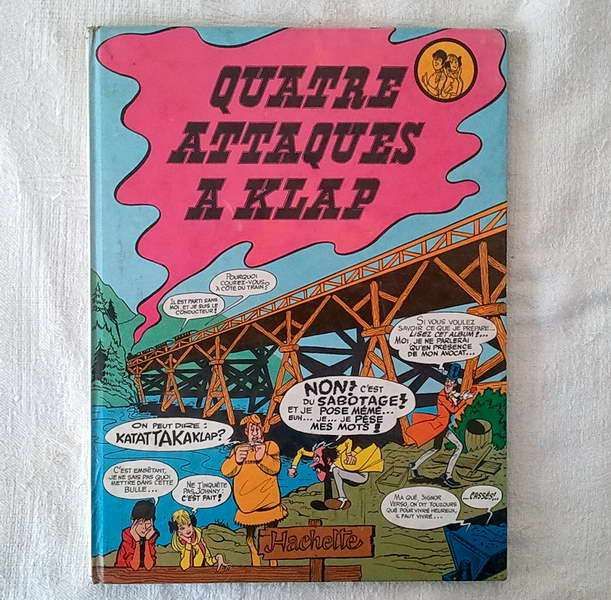 QUATRE
ATTAQUES
A KLAP
POURQUOI
COUREZ-VOUS
À CÔTÉ DU TRAIN?
IL EST PARTI SANS
MOI, ET JE SUIS LE
CONDUCTEUR!
SI VOUS VOULEZ
SAVOIR CE QUE JE PRÉPARE...
LISEZ CET ALBUM!...
MOI JE NE PARLERAI
QU'EN PRÉSENCE
DE MON AVOCAT...
NON! C'EST
DU SABOTAGE!
ET JE POSE MÊME...
EUH... JE... JE PÈSE
MES MOTS!
ON PEUT DIRE:
KATATTAKAKLAP?
C'EST EMBÊTANT,
JE NE SAIS PAS QUOI
METTRE DANS CETTE
BULLE...
NE T'INQUIÈTE
PAS, JOHNNY:
C'EST FAIT!
MA QUÉ, SIGNOR
VERSO, ON DIT TOUJOURS
QUE POUR VIVRE HEUREUX,
IL FAUT VIVRE...
...CASSÉS!..
Hachette